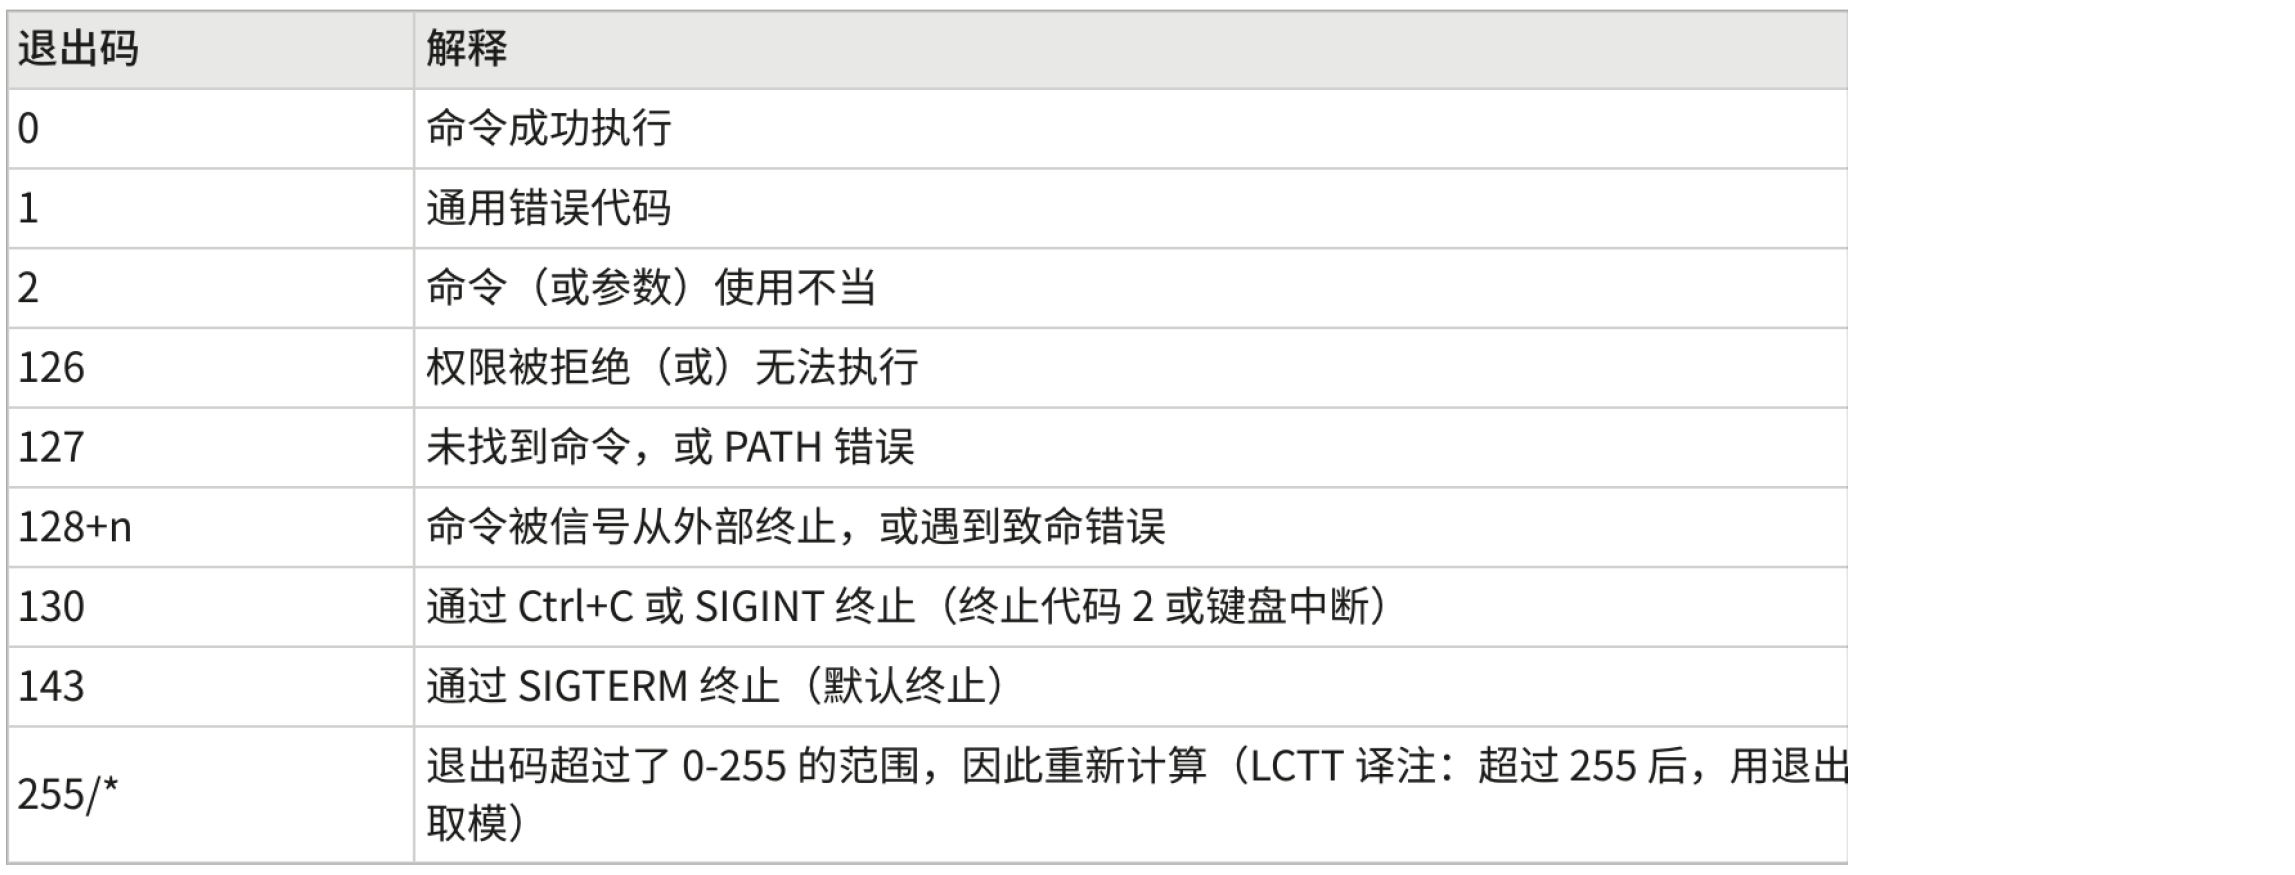 退出码 解释
0 命令成功执行
1 通用错误代码
2 命令（或参数）使用不当
126 权限被拒绝（或）无法执行
127 未找到命令，或 PATH 错误
128+n 命令被信号从外部终止，或遇到致命错误
130 通过 Ctrl+C 或 SIGINT 终止（终止代码 2 或键盘中断）
143 通过 SIGTERM 终止（默认终止）
255/* 退出码超过了 0-255 的范围，因此重新计算（LCTT 译注：超过 255 后，用退出
取模）